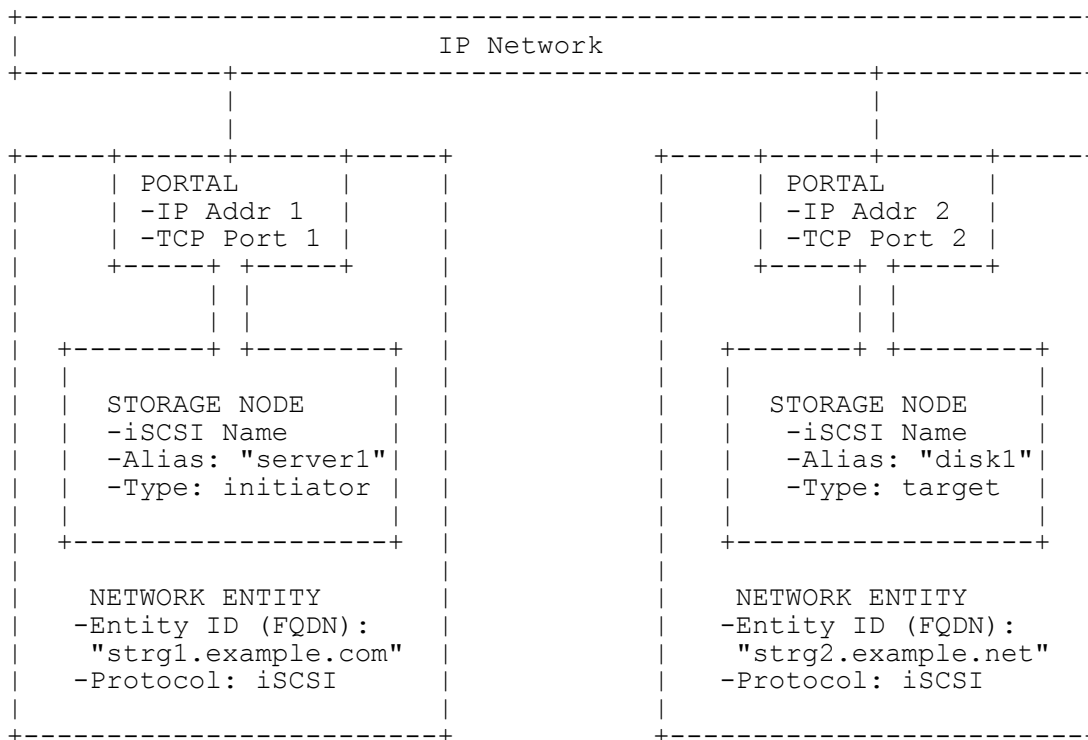 IP Network
PORTAL PORTAL
-IP Addr 1 -IP Addr 2
-TCP Port 1 -TCP Port 2
STORAGE NODE STORAGE NODE
-iSCSI Name -iSCSI Name
-Alias: "server1" -Alias: "disk1"
-Type: initiator -Type: target
NETWORK ENTITY NETWORK ENTITY
-Entity ID (FQDN): -Entity ID (FQDN):
"strg1.example.com" "strg2.example.net"
-Protocol: iSCSI -Protocol: iSCSI